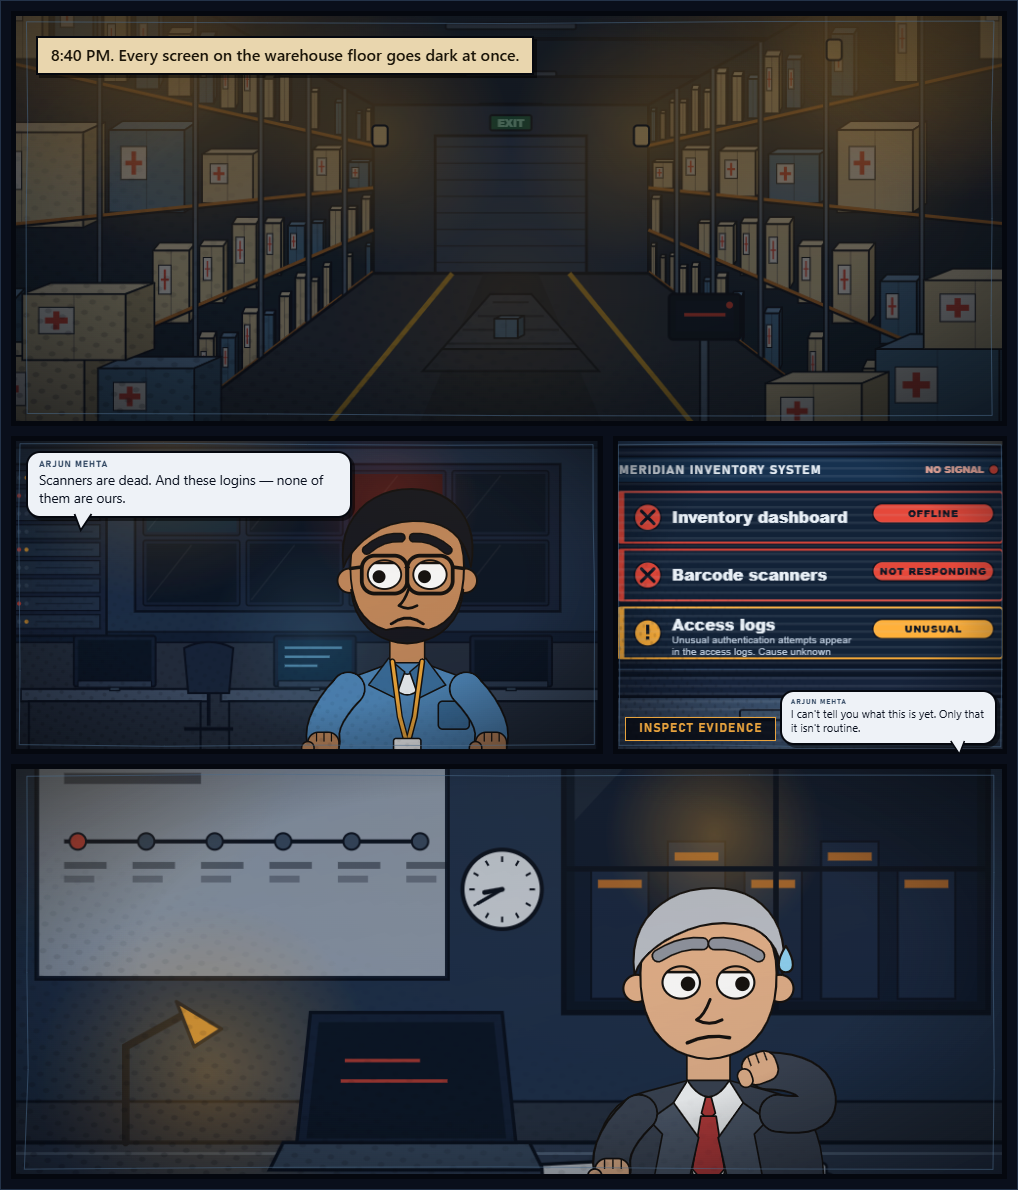 8:40 PM. Every screen on the warehouse floor goes dark at once.
EXIT
ARJUN MEHTA
Scanners are dead. And these logins — none of
them are ours.
MERIDIAN INVENTORY SYSTEM
NO SIGNAL
Inventory dashboard
OFFLINE
Barcode scanners
NOT RESPONDING
Access logs
UNUSUAL
Unusual authentication attempts appear
in the access logs. Cause unknown
INSPECT EVIDENCE
ARJUN MEHTA
I can't tell you what this is yet. Only that
it isn't routine.